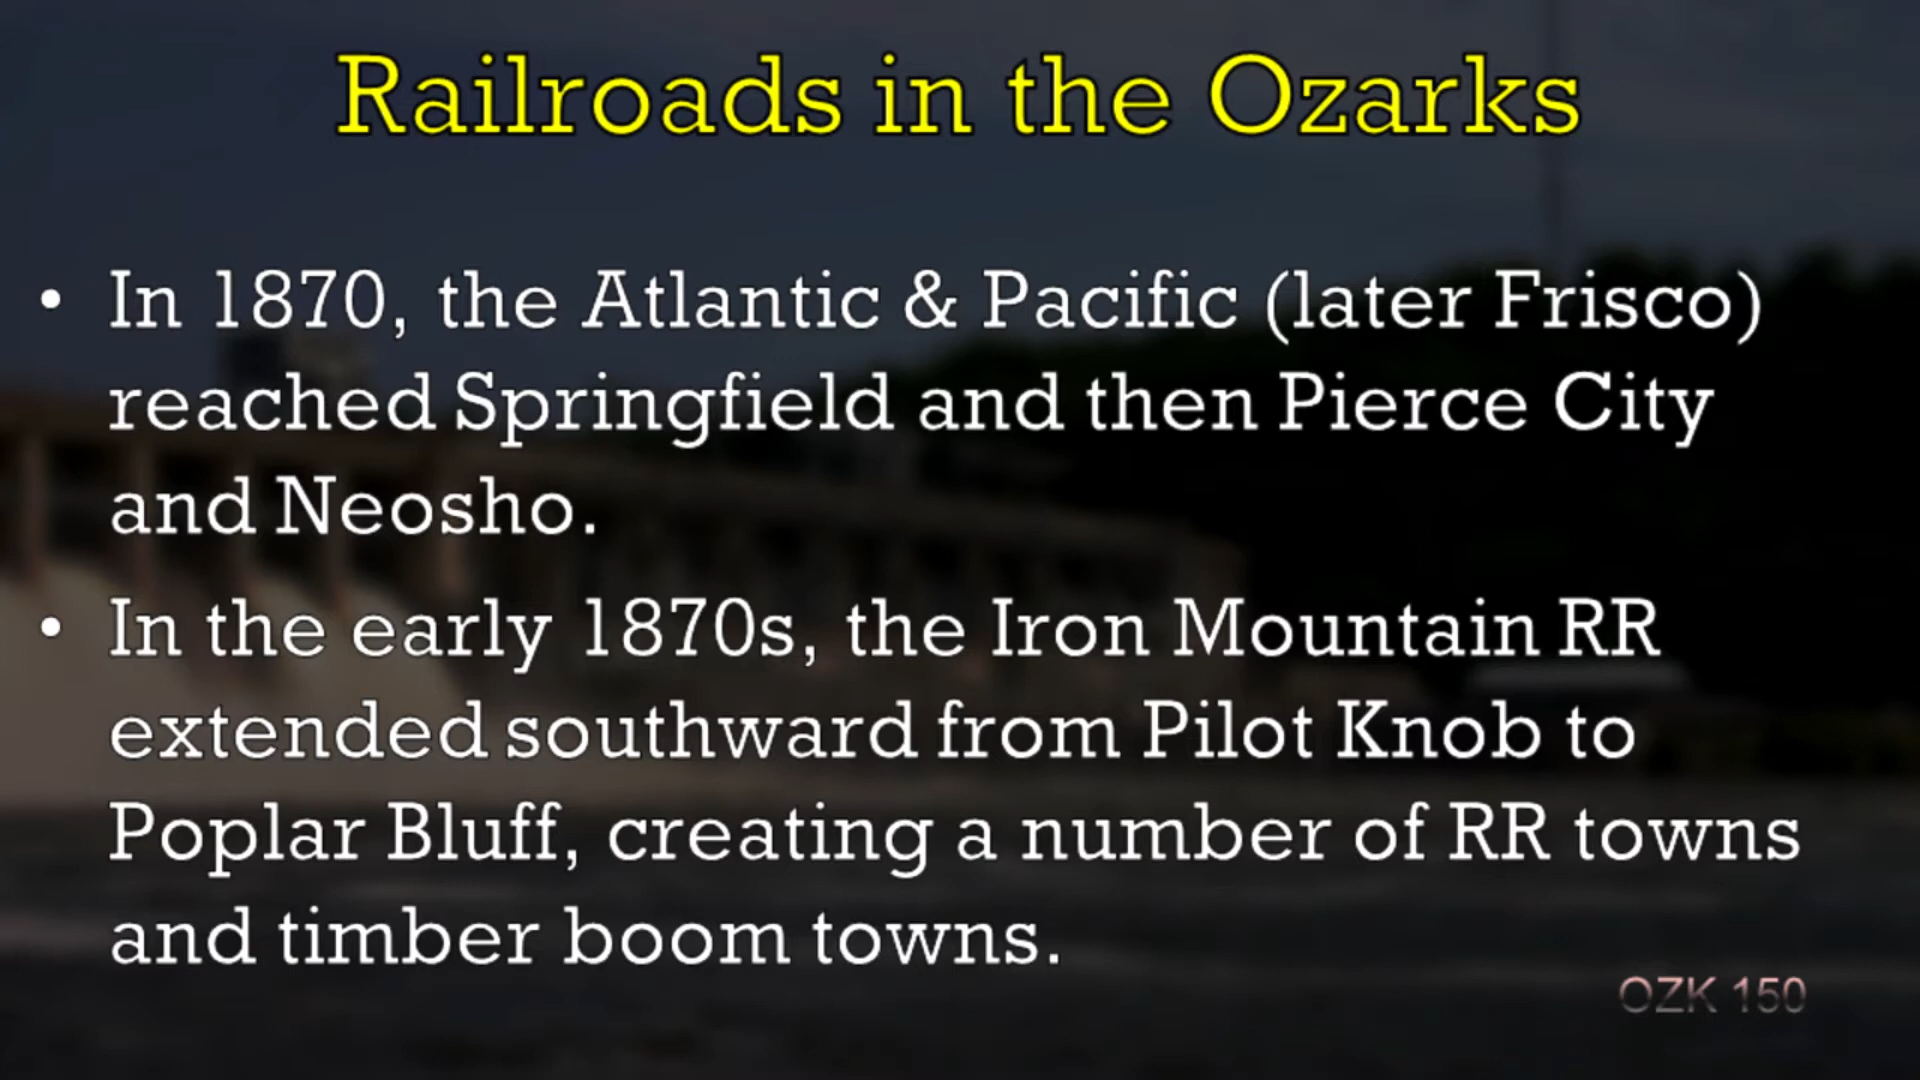 Railroads in the Ozarks
• In 1870, the Atlantic & Pacific (later Frisco)
reached Springfield and then Pierce City
and Neosho.
• In the early 1870s, the Iron Mountain RR
extended southward from Pilot Knob to
Poplar Bluff, creating a number of RR towns
and timber boom towns.
OZK 150